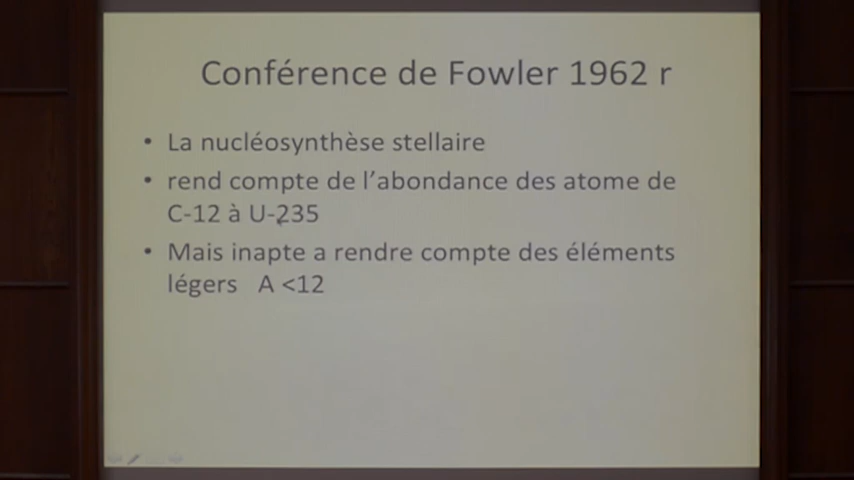 Conférence de Fowler 1962 r
• La nucléosynthèse stellaire
• rend compte de l'abondance des atome de
C-12 à U-235
• Mais inapte a rendre compte des éléments
légers A <12